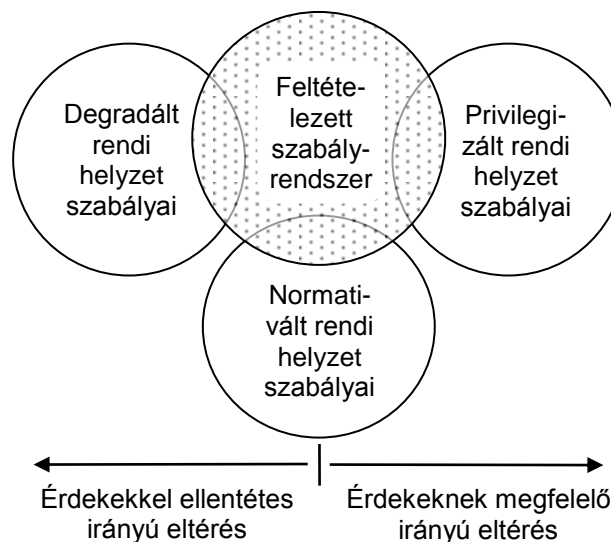 Degradált
rendi
helyzet
szabályai
Feltéte-
lezett
szabály-
rendszer
Privilegi-
zált rendi
helyzet
szabályai
Normati-
vált rendi
helyzet
szabályai
Érdekekkel ellentétes
irányú eltérés
Érdekeknek megfelelő
irányú eltérés